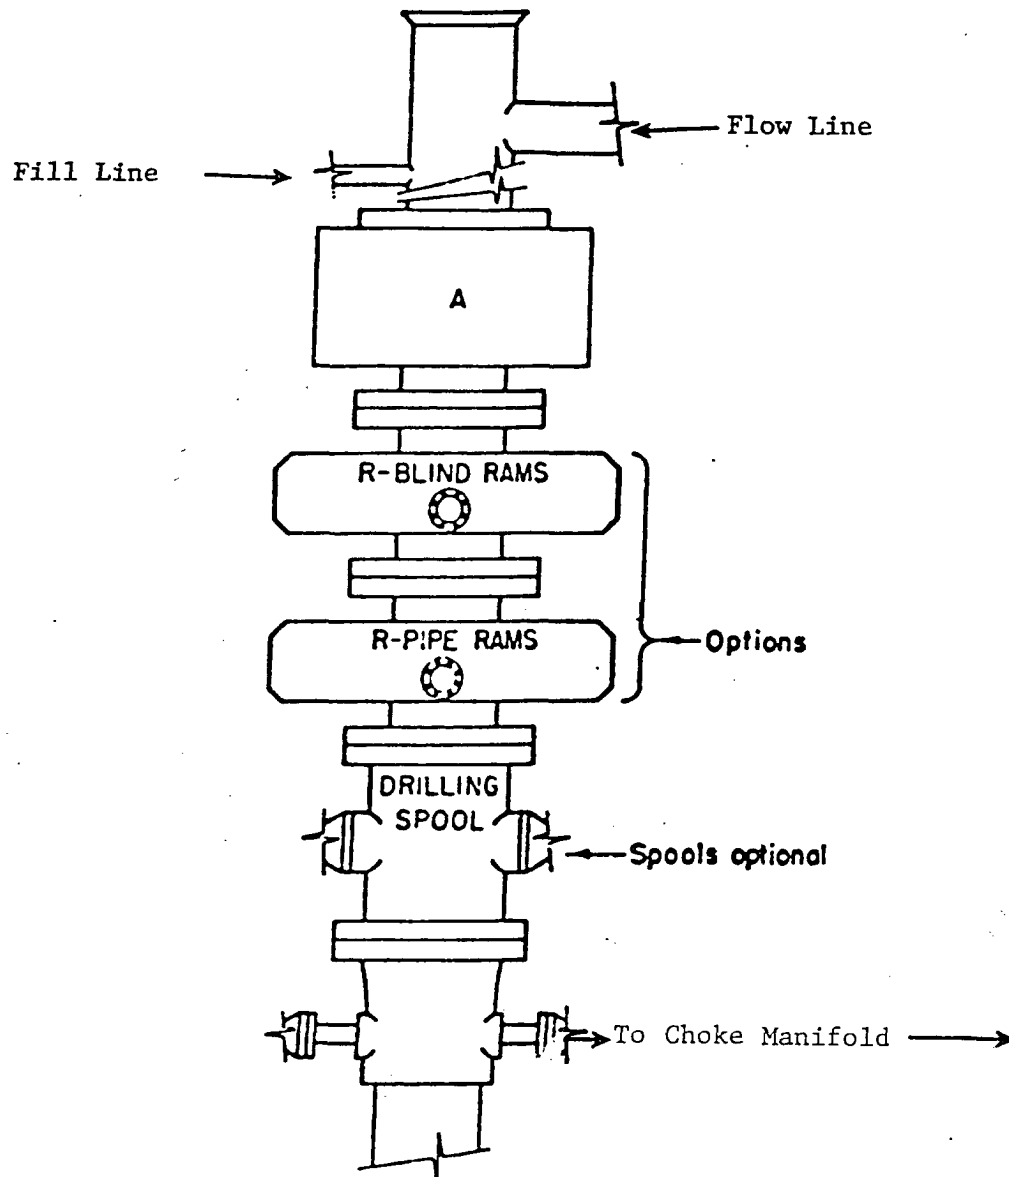 Flow Line
Fill Line
A
R-BLIND RAMS
R-PIPE RAMS
Options
DRILLING
SPOOL
Spools optional
To Choke Manifold